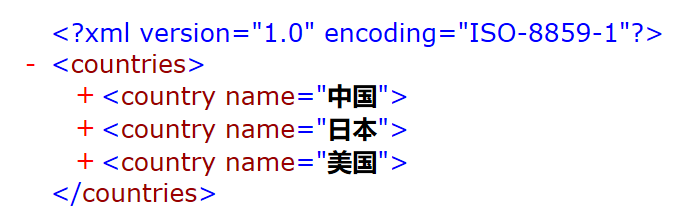 <?xml version="1.0" encoding="ISO-8859-1"?>
- <countries>
+ <country name="中国">
+ <country name="日本">
+ <country name="美国">
</countries>